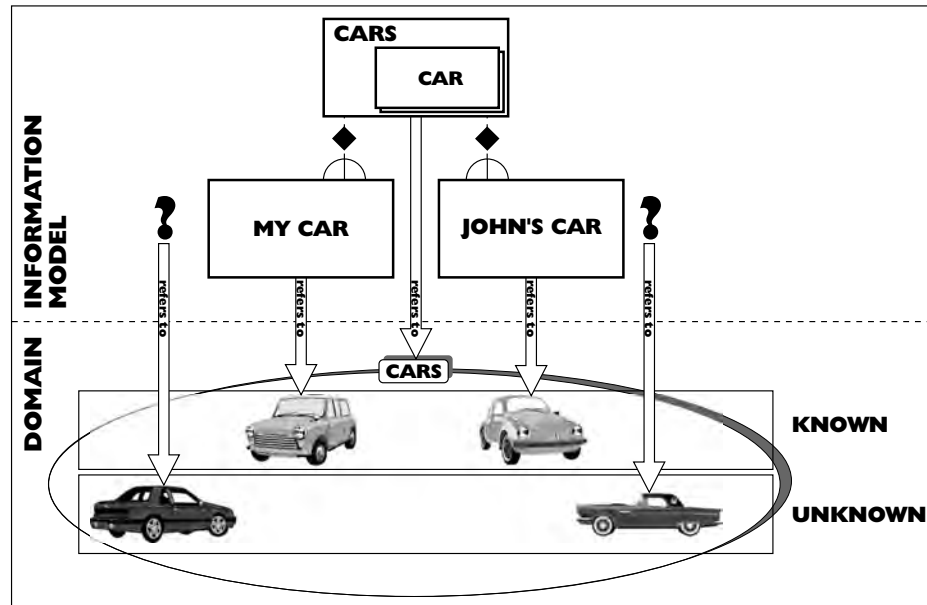 CARS
CAR
INFORMATION
MODEL
?
MY CAR
JOHN'S CAR
?
refers to
refers to
refers to
refers to
refers to
DOMAIN
CARS
KNOWN
UNKNOWN